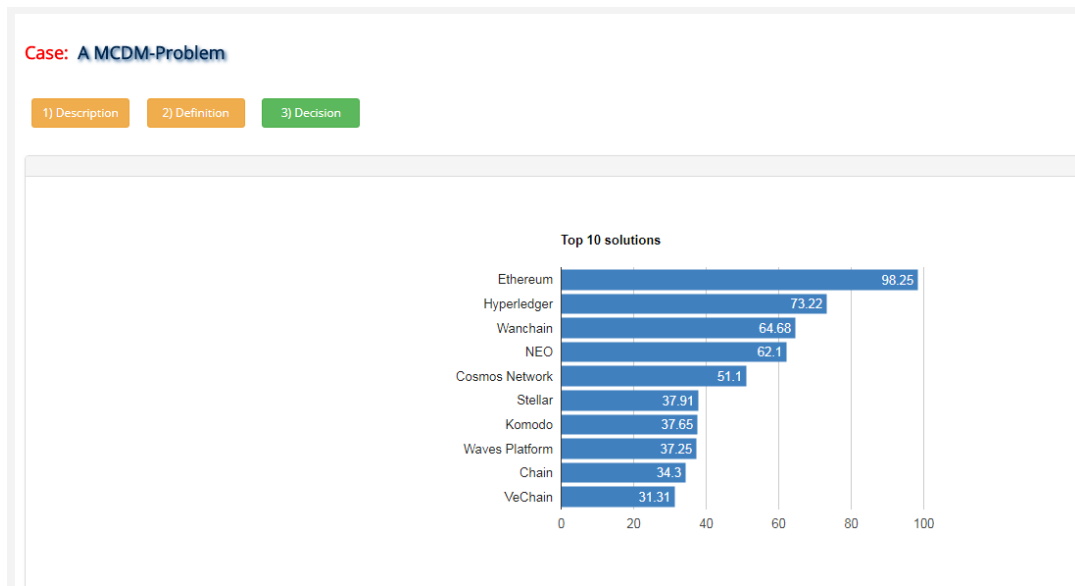 Case: A MCDM-Problem
1) Description 2) Definition 3) Decision
Top 10 solutions
Ethereum 98.25
Hyperledger 73.22
Wanchain 64.68
NEO 62.1
Cosmos Network 51.1
Stellar 37.91
Komodo 37.65
Waves Platform 37.25
Chain 34.3
VeChain 31.31
0 20 40 60 80 100